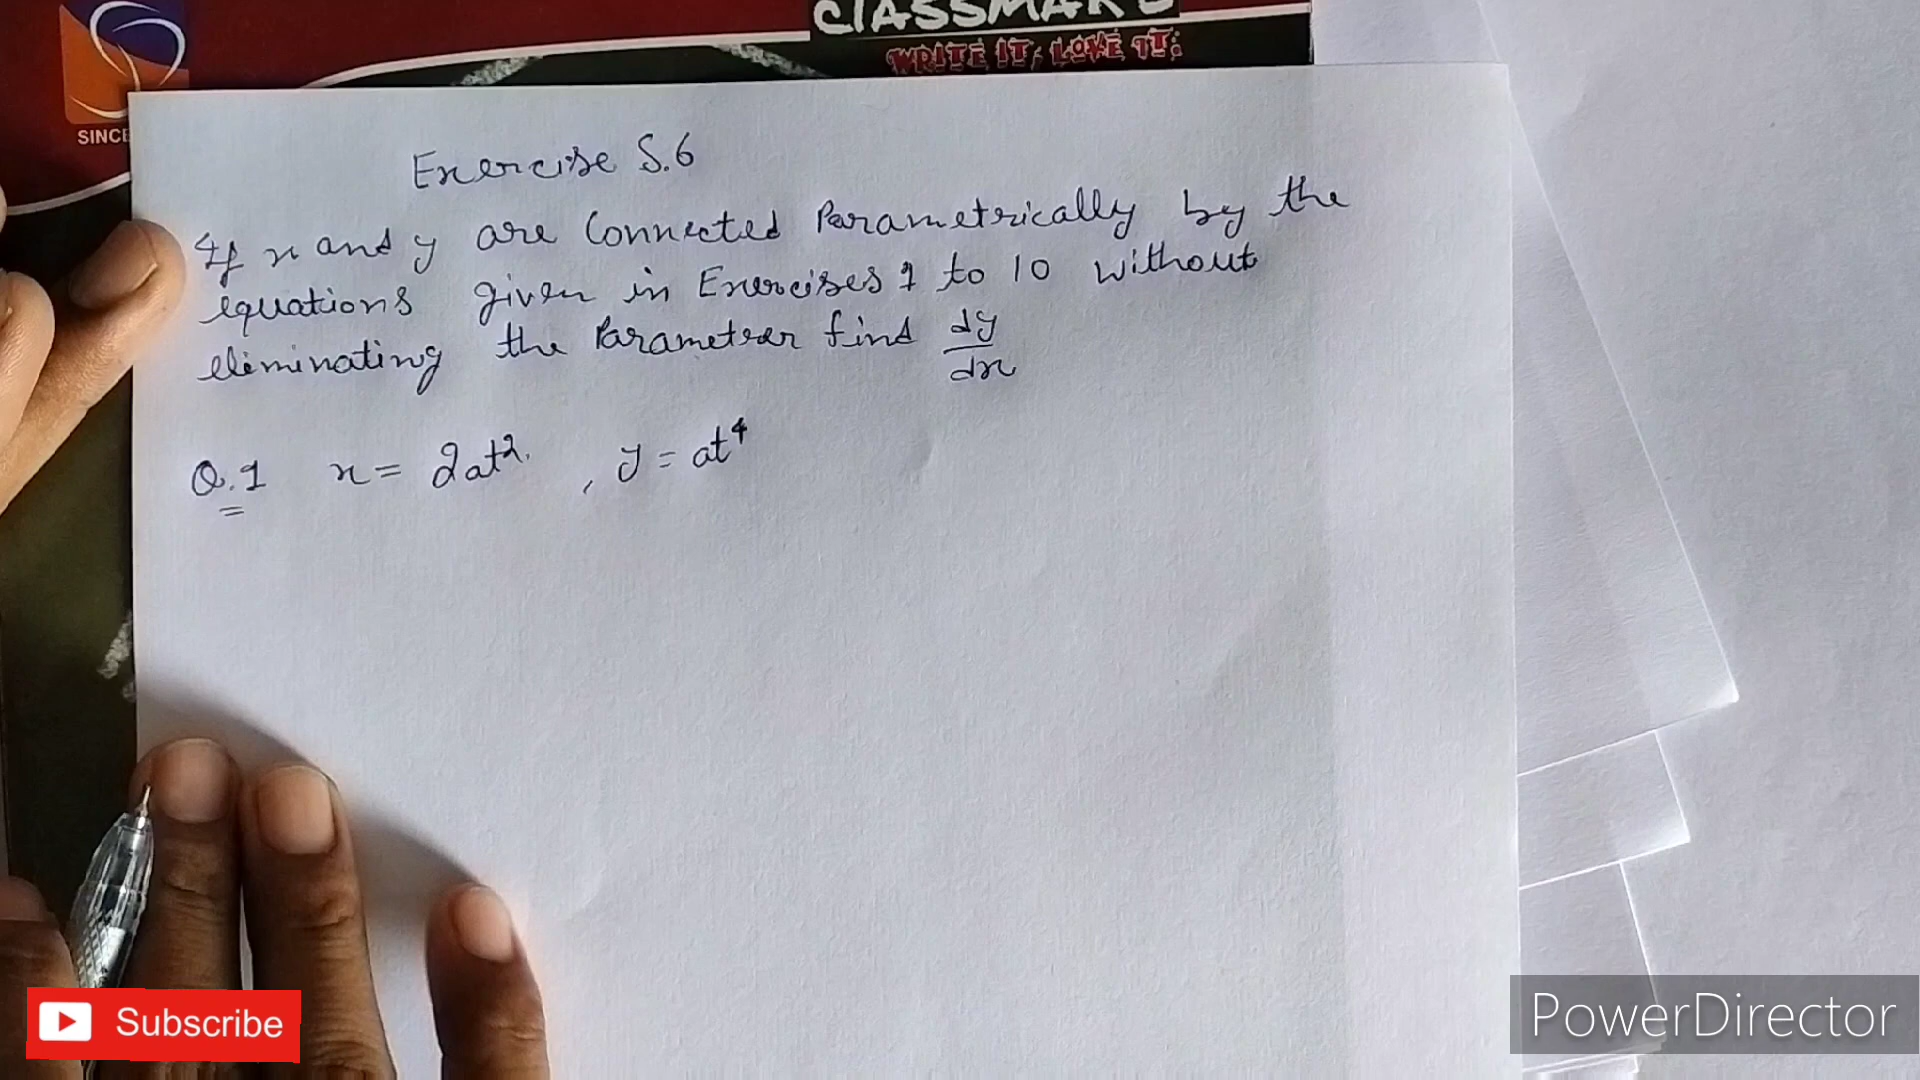 CLASSMATE
WRITE IT, LOVE IT:
SINCE
Exercise 5.6
If x and y are Connected Parametrically by the
equations given in Exercises 1 to 10 without
eliminating the Parameter find dy/dx
Q.1 x = 2at², y = at⁴
Subscribe
PowerDirector